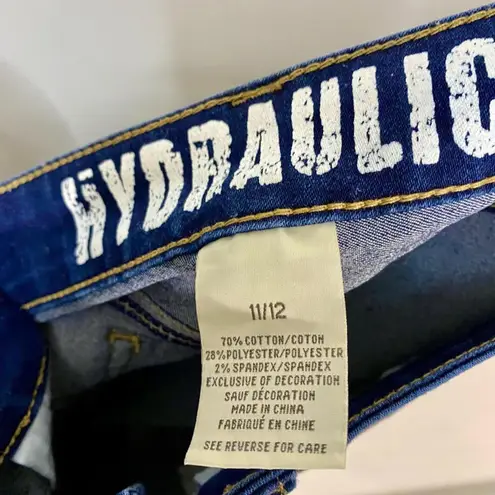 HYDRAULIC
11/12
70% COTTON/COTON
28%POLYESTER/POLYESTER
2% SPANDEX/SPANDEX
EXCLUSIVE OF DECORATION
SAUF DÉCORATION
MADE IN CHINA
FABRIQUÉ EN CHINE
SEE REVERSE FOR CARE